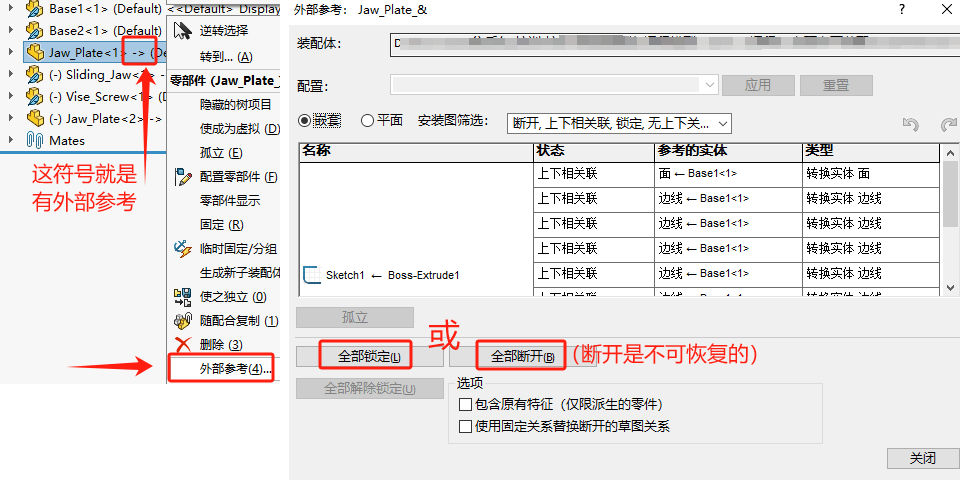 Base1<1> (Default) <<Default>_Display
Base2<1> (Default)
Jaw_Plate<1> -> (De
(-) Sliding_Jaw<
(-) Vise_Screw<1> (D
(-) Jaw_Plate<2> ->
Mates
这符号就是
有外部参考
逆转选择
转到... (A)
零部件 (Jaw_Plate_
隐藏的树项目
使成为虚拟 (D)
孤立 (E)
配置零部件 (F)
零部件显示
固定 (R)
临时固定/分组
生成新子装配体
使之独立 (0)
随配合复制 (1)
删除 (3)
外部参考(4)...
外部参考: Jaw_Plate_&
?
装配体:
配置:
应用
重置
嵌套
平面
安装图筛选:
断开, 上下相关联, 锁定, 无上下关...
名称 状态 参考的实体 类型
上下相关联 面 ← Base1<1> 转换实体 面
上下相关联 边线 ← Base1<1> 转换实体 边线
上下相关联 边线 ← Base1<1> 转换实体 边线
上下相关联 边线 ← Base1<1> 转换实体 边线
Sketch1 ← Boss-Extrude1 上下相关联 边线 ← Base1<1> 转换实体 边线
孤立
全部锁定(L)
或
全部断开(B)
(断开是不可恢复的)
全部解除锁定(U)
选项
包含原有特征（仅限派生的零件）
使用固定关系替换断开的草图关系
关闭